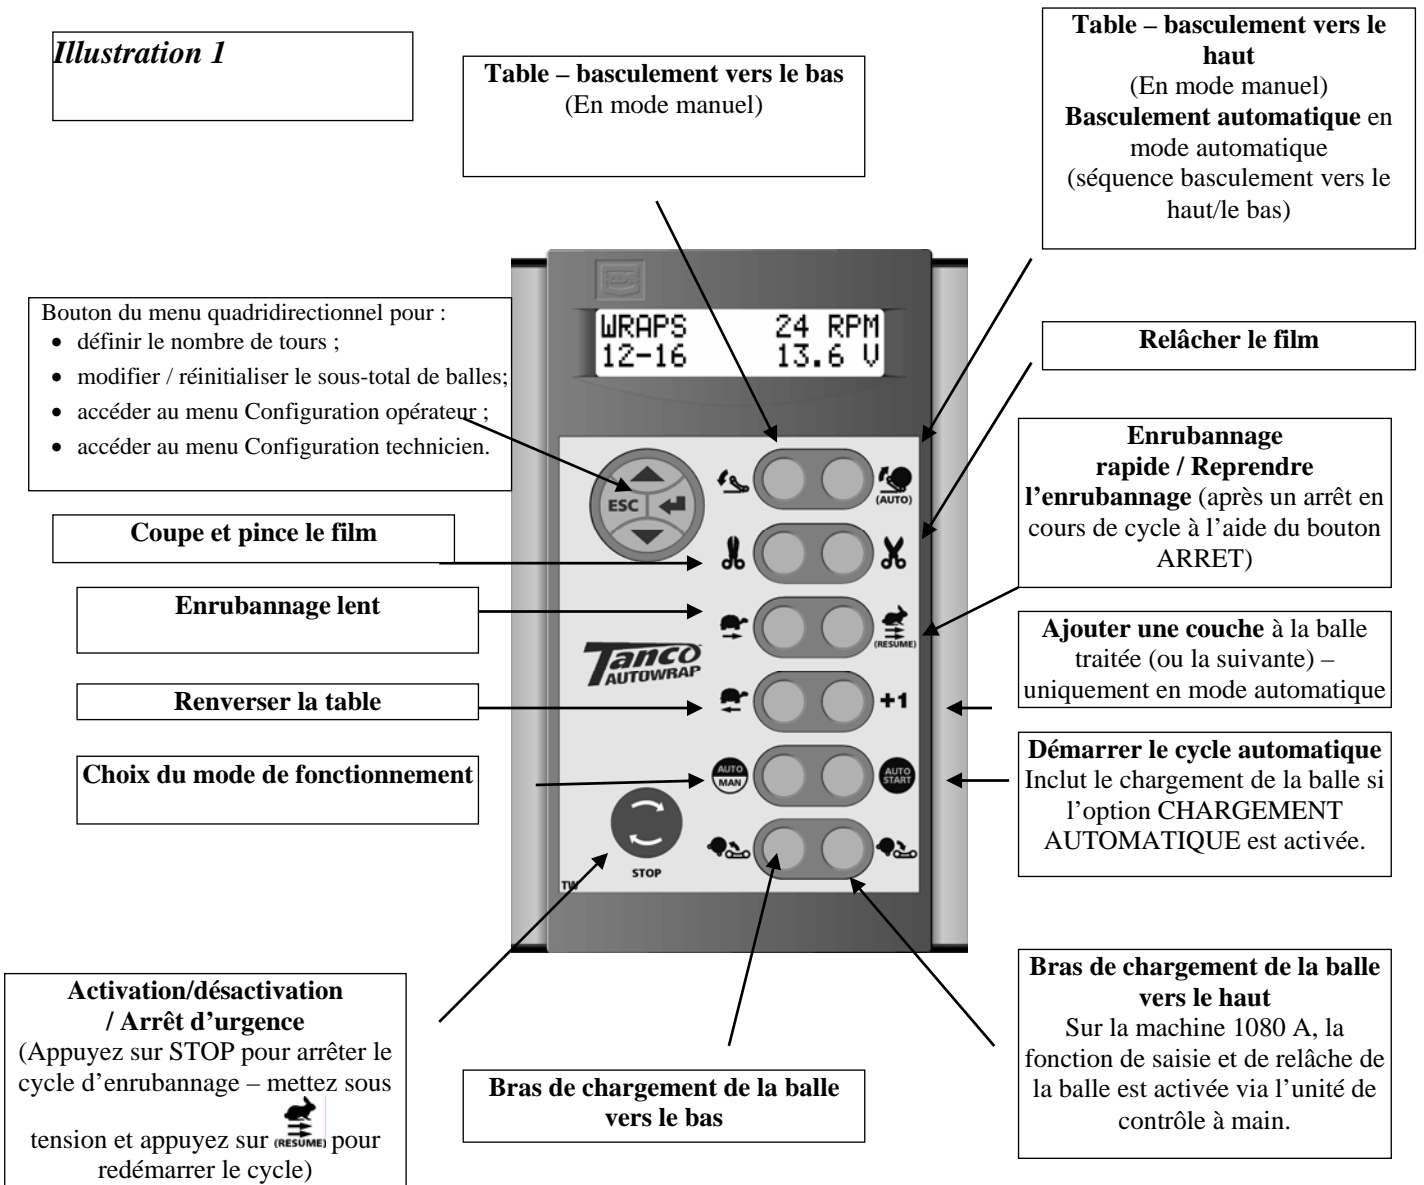 Illustration 1
Table – basculement vers le bas
(En mode manuel)
Table – basculement vers le
haut
(En mode manuel)
Basculement automatique en
mode automatique
(séquence basculement vers le
haut/le bas)
Bouton du menu quadridirectionnel pour :
• définir le nombre de tours ;
• modifier / réinitialiser le sous-total de balles;
• accéder au menu Configuration opérateur ;
• accéder au menu Configuration technicien.
Relâcher le film
Enrubannage
rapide / Reprendre
l’enrubannage (après un arrêt en
cours de cycle à l’aide du bouton
ARRET)
Coupe et pince le film
Enrubannage lent
Ajouter une couche à la balle
traitée (ou la suivante) –
uniquement en mode automatique
Renverser la table
Choix du mode de fonctionnement
Démarrer le cycle automatique
Inclut le chargement de la balle si
l’option CHARGEMENT
AUTOMATIQUE est activée.
WRAPS 24 RPM
12-16 13.6 V
ESC
(AUTO)
(RESUME)
Tanco
AUTOWRAP
+1
AUTO
MAN
AUTO
START
STOP
TW
Activation/désactivation
/ Arrêt d’urgence
(Appuyez sur STOP pour arrêter le
cycle d’enrubannage – mettez sous
tension et appuyez sur (RESUME) pour
redémarrer le cycle)
Bras de chargement de la balle
vers le bas
Bras de chargement de la balle
vers le haut
Sur la machine 1080 A, la
fonction de saisie et de relâche de
la balle est activée via l’unité de
contrôle à main.